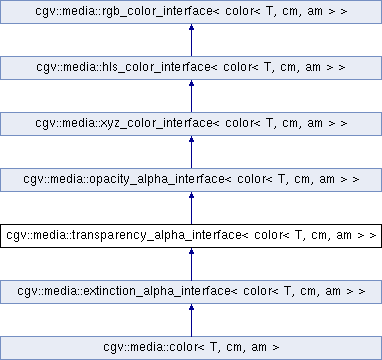 cgv::media::rgb_color_interface< color< T, cm, am > >
cgv::media::hls_color_interface< color< T, cm, am > >
cgv::media::xyz_color_interface< color< T, cm, am > >
cgv::media::opacity_alpha_interface< color< T, cm, am > >
cgv::media::transparency_alpha_interface< color< T, cm, am > >
cgv::media::extinction_alpha_interface< color< T, cm, am > >
cgv::media::color< T, cm, am >